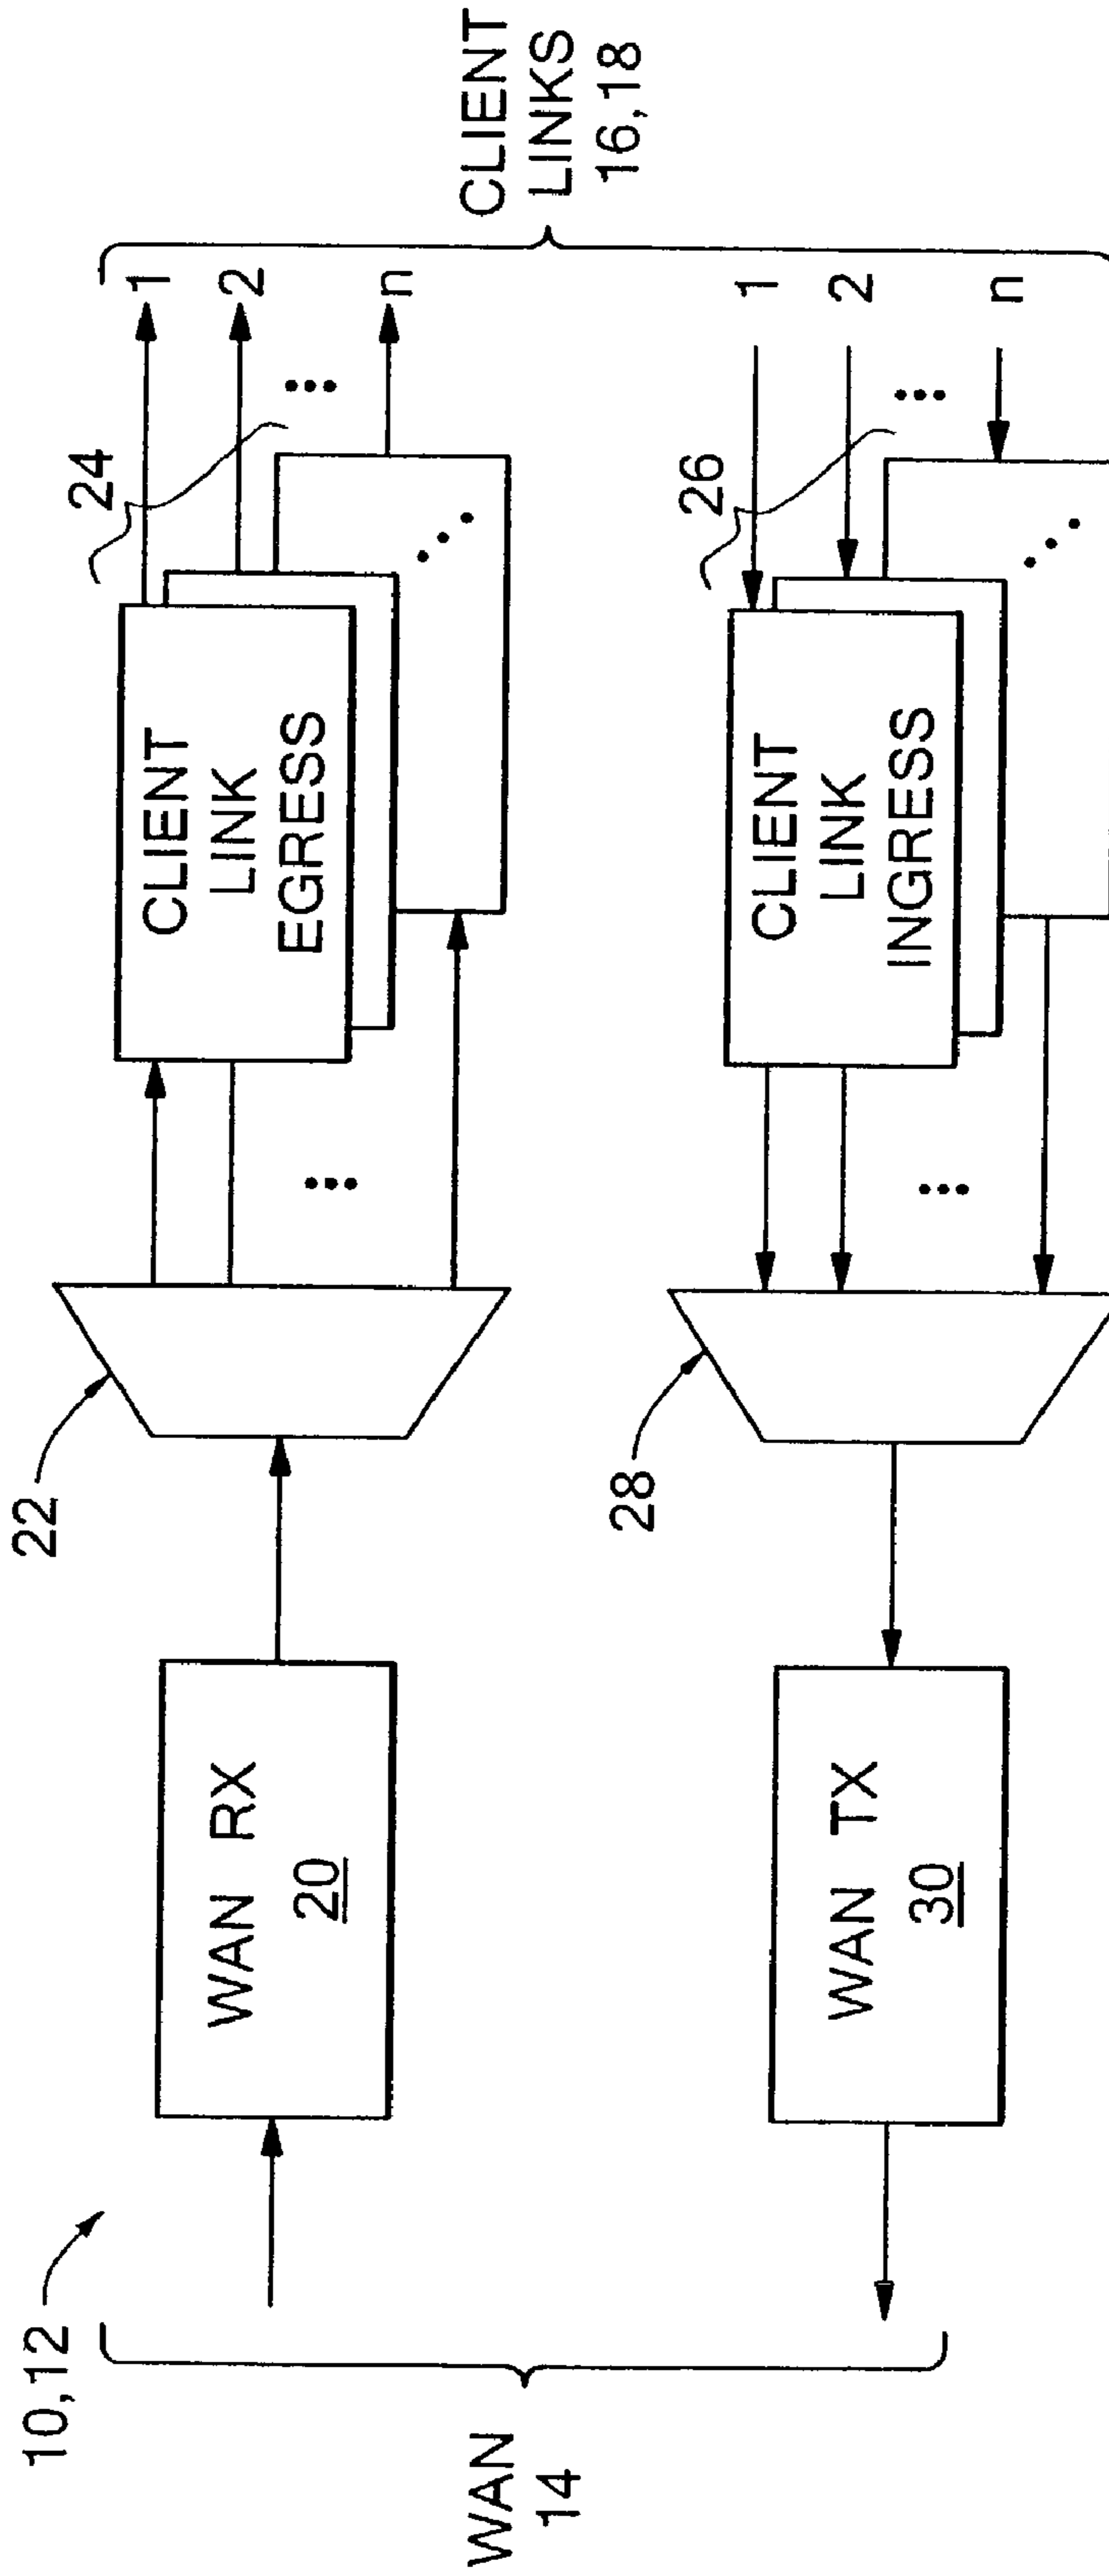 10,12
WAN
14
WAN RX
20
22
CLIENT
LINK
EGRESS
24
1
2
n
CLIENT
LINKS
16,18
WAN TX
30
28
CLIENT
LINK
INGRESS
26
1
2
n